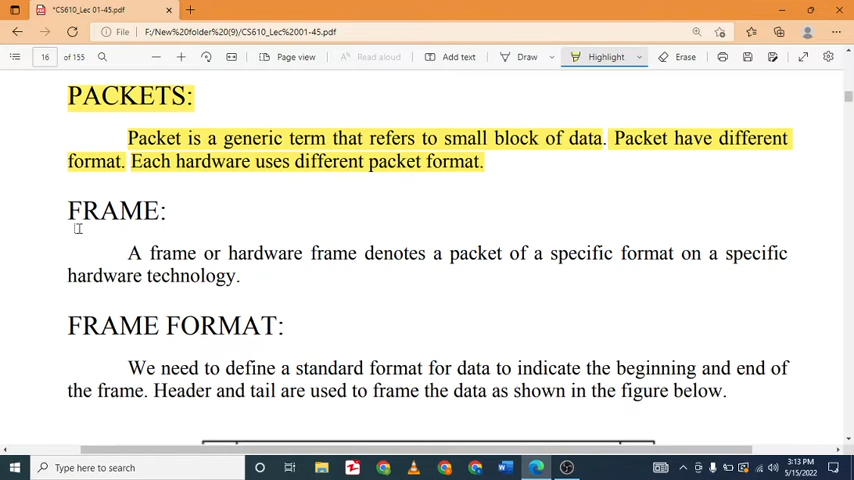 *CS610_Lec 01-45.pdf
File
F:/New%20folder%20(9)/CS610_Lec%2001-45.pdf
16 of 155
Page view
Read aloud
Add text
Draw
Highlight
Erase
PACKETS:
Packet is a generic term that refers to small block of data. Packet have different
format. Each hardware uses different packet format.
FRAME:
A frame or hardware frame denotes a packet of a specific format on a specific
hardware technology.
FRAME FORMAT:
We need to define a standard format for data to indicate the beginning and end of
the frame. Header and tail are used to frame the data as shown in the figure below.
Type here to search
3:13 PM
5/15/2022